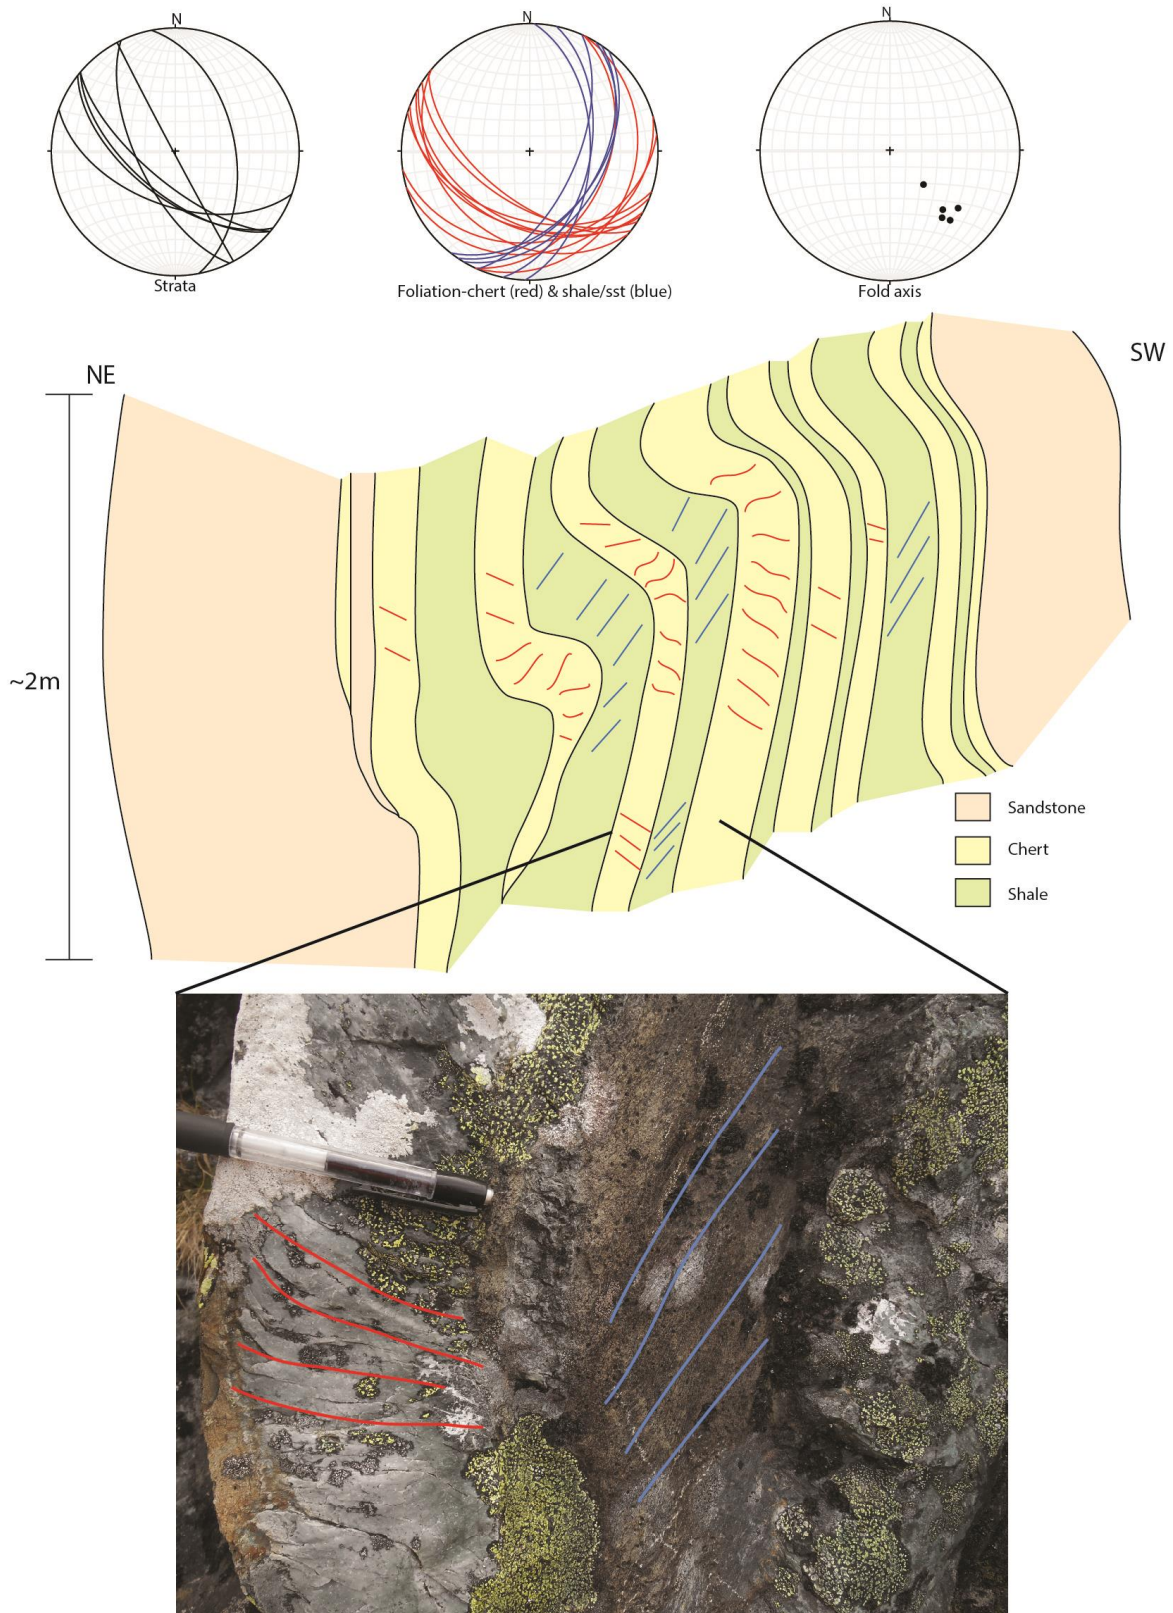 N
N
N
Strata
Foliation-chert (red) & shale/sst (blue)
Fold axis
NE
SW
~2m
Sandstone
Chert
Shale